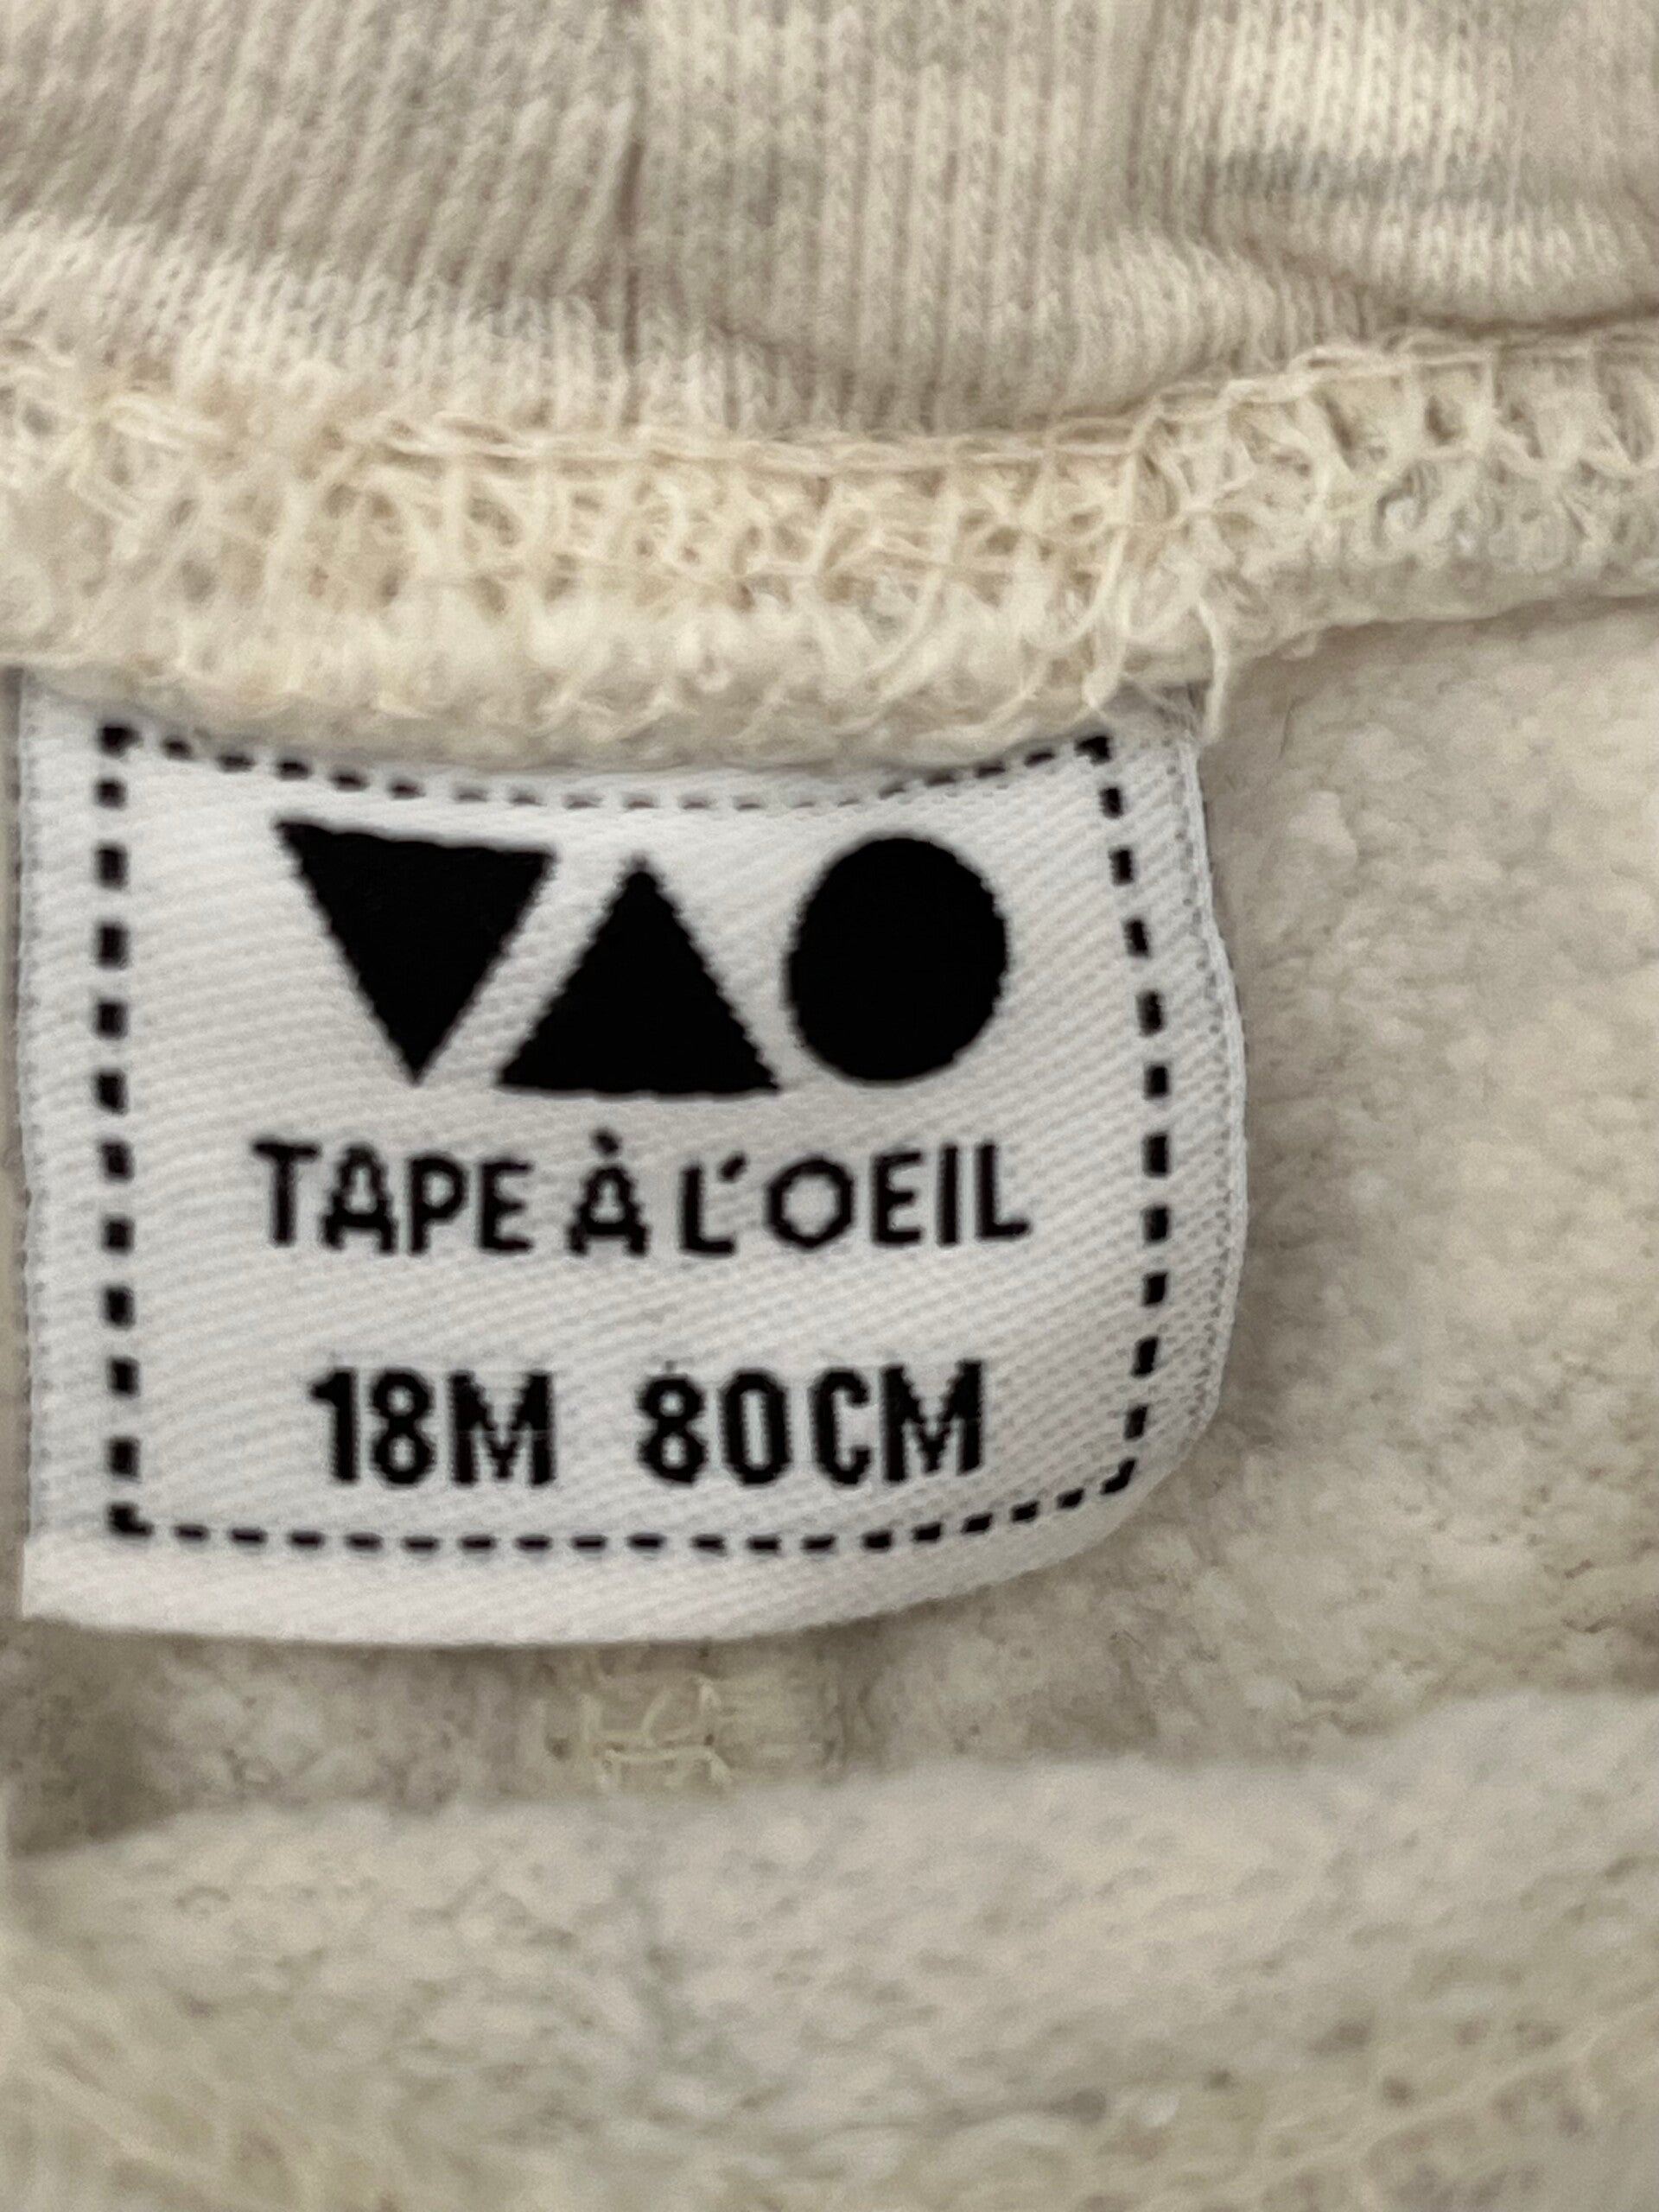 TAPE À L'OEIL
18M 80CM